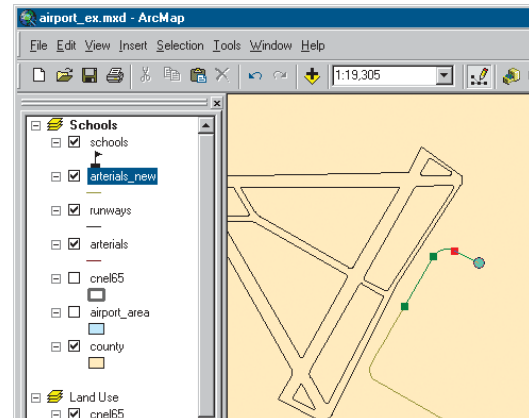 airport_ex.mxd - ArcMap
File Edit View Insert Selection Tools Window Help
1:19,305
Schools
schools
arterials_new
runways
arterials
cnel65
airport_area
county
Land Use
cnel65